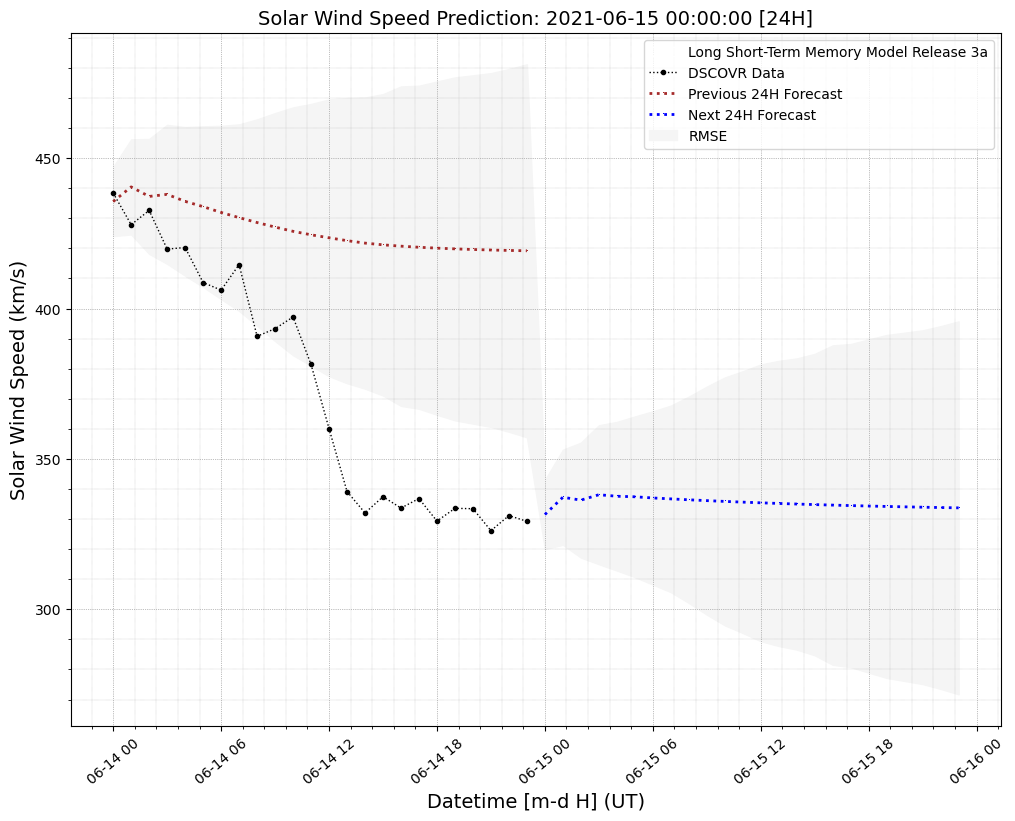 Solar Wind Speed Prediction: 2021-06-15 00:00:00 [24H]
Long Short-Term Memory Model Release 3a
DSCOVR Data
Previous 24H Forecast
Next 24H Forecast
RMSE
Solar Wind Speed (km/s)
450
400
350
300
06-14 00
06-14 06
06-14 12
06-14 18
06-15 00
06-15 06
06-15 12
06-15 18
06-16 00
Datetime [m-d H] (UT)